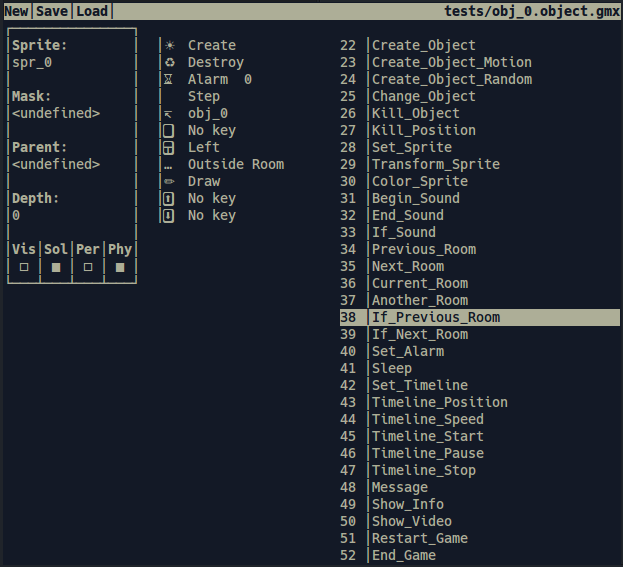 New|Save|Load| tests/obj_0.object.gmx
Sprite:
spr_0
Mask:
<undefined>
Parent:
<undefined>
Depth:
0
Vis|Sol|Per|Phy
□ | ■ | □ | ■
☀ Create
♻ Destroy
⌛ Alarm 0
Step
↸ obj_0
No key
Left
… Outside Room
✏ Draw
No key
No key
22 |Create_Object
23 |Create_Object_Motion
24 |Create_Object_Random
25 |Change_Object
26 |Kill_Object
27 |Kill_Position
28 |Set_Sprite
29 |Transform_Sprite
30 |Color_Sprite
31 |Begin_Sound
32 |End_Sound
33 |If_Sound
34 |Previous_Room
35 |Next_Room
36 |Current_Room
37 |Another_Room
38 |If_Previous_Room
39 |If_Next_Room
40 |Set_Alarm
41 |Sleep
42 |Set_Timeline
43 |Timeline_Position
44 |Timeline_Speed
45 |Timeline_Start
46 |Timeline_Pause
47 |Timeline_Stop
48 |Message
49 |Show_Info
50 |Show_Video
51 |Restart_Game
52 |End_Game